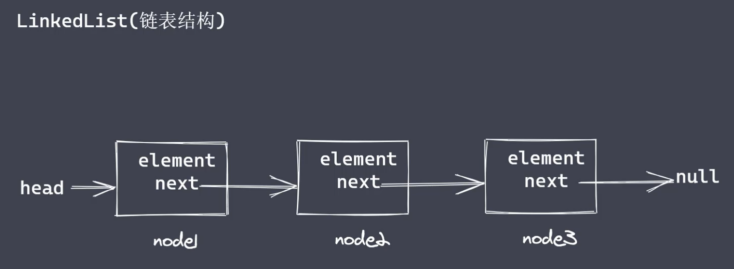 LinkedList(链表结构)
element element element
head next next next null
node1 node2 node3